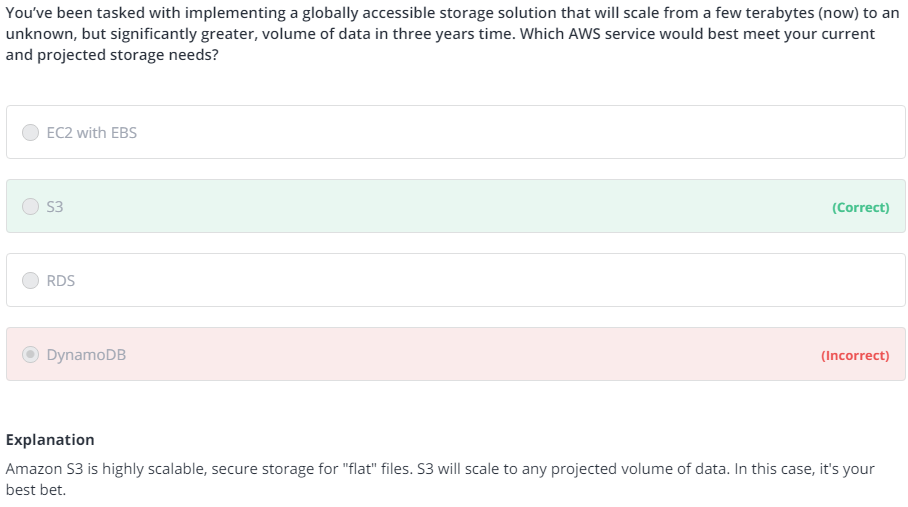 You’ve been tasked with implementing a globally accessible storage solution that will scale from a few terabytes (now) to an
unknown, but significantly greater, volume of data in three years time. Which AWS service would best meet your current
and projected storage needs?
EC2 with EBS
S3 (Correct)
RDS
DynamoDB (Incorrect)
Explanation
Amazon S3 is highly scalable, secure storage for "flat" files. S3 will scale to any projected volume of data. In this case, it's your
best bet.